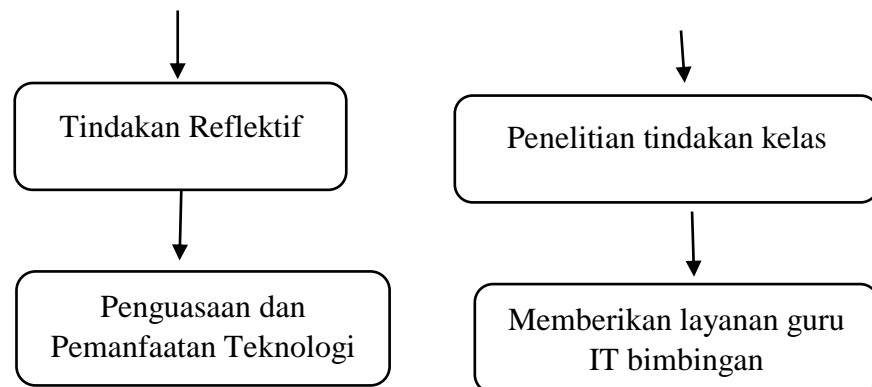 Tindakan Reflektif
Penelitian tindakan kelas
Penguasaan dan
Pemanfaatan Teknologi
Memberikan layanan guru
IT bimbingan